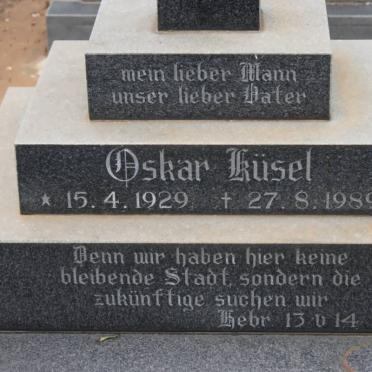 mein lieber Mann
unser lieber Vater
Oskar Küsel
* 15. 4. 1929 † 27. 8. 1989
Denn wir haben hier keine
bleibende Stadt, sondern die
zukünftige suchen wir
Hebr 13 v 14